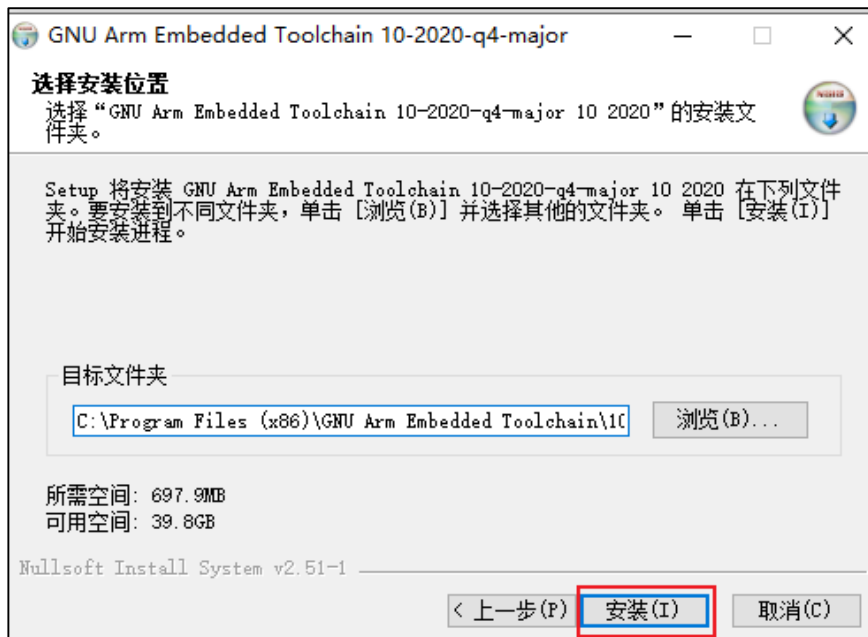 GNU Arm Embedded Toolchain 10-2020-q4-major
选择安装位置
选择“GNU Arm Embedded Toolchain 10-2020-q4-major 10 2020”的安装文
件夹。
Setup 将安装 GNU Arm Embedded Toolchain 10-2020-q4-major 10 2020 在下列文件
夹。要安装到不同文件夹，单击 [浏览(B)] 并选择其他的文件夹。 单击 [安装(I)]
开始安装进程。
目标文件夹
C:\Program Files (x86)\GNU Arm Embedded Toolchain\10
浏览(B)...
所需空间: 697.9MB
可用空间: 39.8GB
Nullsoft Install System v2.51-1
< 上一步(P)
安装(I)
取消(C)